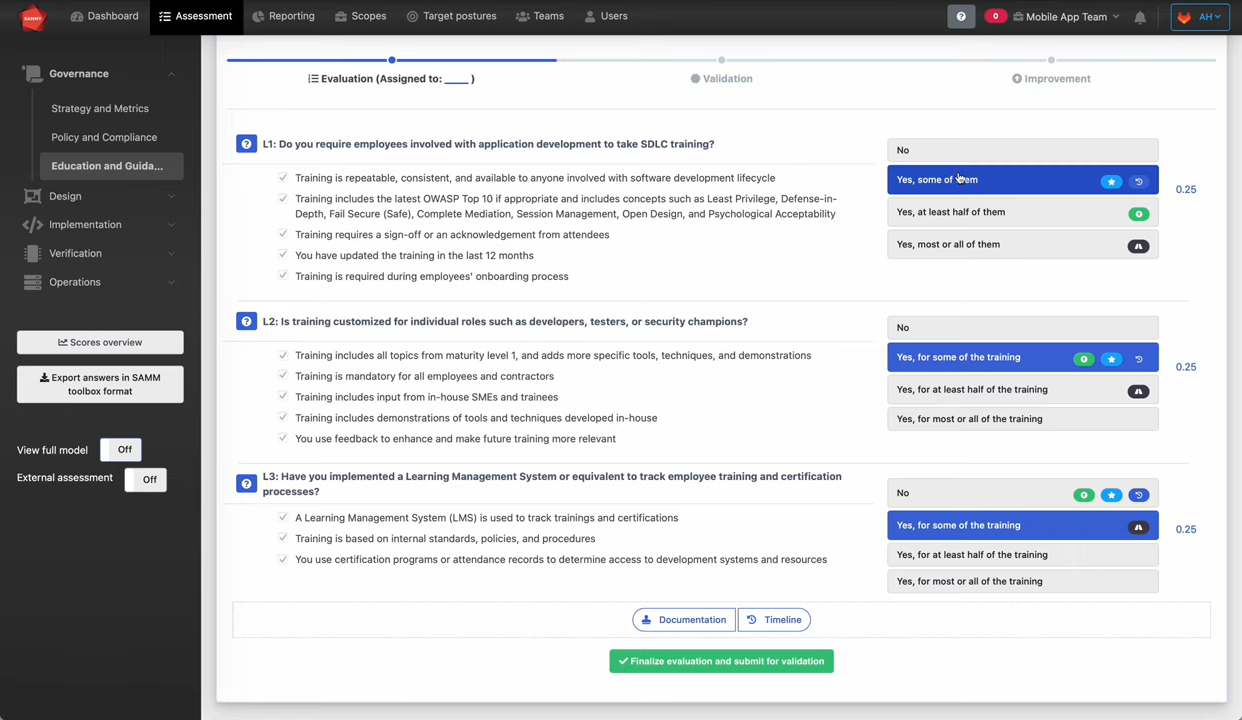 SAMMY
Dashboard
Assessment
Reporting
Scopes
Target postures
Teams
Users
?
0
Mobile App Team
AH
Governance
Strategy and Metrics
Policy and Compliance
Education and Guida...
Design
Implementation
Verification
Operations
Scores overview
Export answers in SAMM
toolbox format
View full model
Off
External assessment
Off
Evaluation (Assigned to: ____ )
Validation
Improvement
? L1: Do you require employees involved with application development to take SDLC training?
Training is repeatable, consistent, and available to anyone involved with software development lifecycle
Training includes the latest OWASP Top 10 if appropriate and includes concepts such as Least Privilege, Defense-in-
Depth, Fail Secure (Safe), Complete Mediation, Session Management, Open Design, and Psychological Acceptability
Training requires a sign-off or an acknowledgement from attendees
You have updated the training in the last 12 months
Training is required during employees' onboarding process
No
Yes, some of them
Yes, at least half of them
Yes, most or all of them
0.25
? L2: Is training customized for individual roles such as developers, testers, or security champions?
Training includes all topics from maturity level 1, and adds more specific tools, techniques, and demonstrations
Training is mandatory for all employees and contractors
Training includes input from in-house SMEs and trainees
Training includes demonstrations of tools and techniques developed in-house
You use feedback to enhance and make future training more relevant
No
Yes, for some of the training
Yes, for at least half of the training
Yes, for most or all of the training
0.25
? L3: Have you implemented a Learning Management System or equivalent to track employee training and certification
processes?
A Learning Management System (LMS) is used to track trainings and certifications
Training is based on internal standards, policies, and procedures
You use certification programs or attendance records to determine access to development systems and resources
No
Yes, for some of the training
Yes, for at least half of the training
Yes, for most or all of the training
0.25
Documentation
Timeline
Finalize evaluation and submit for validation